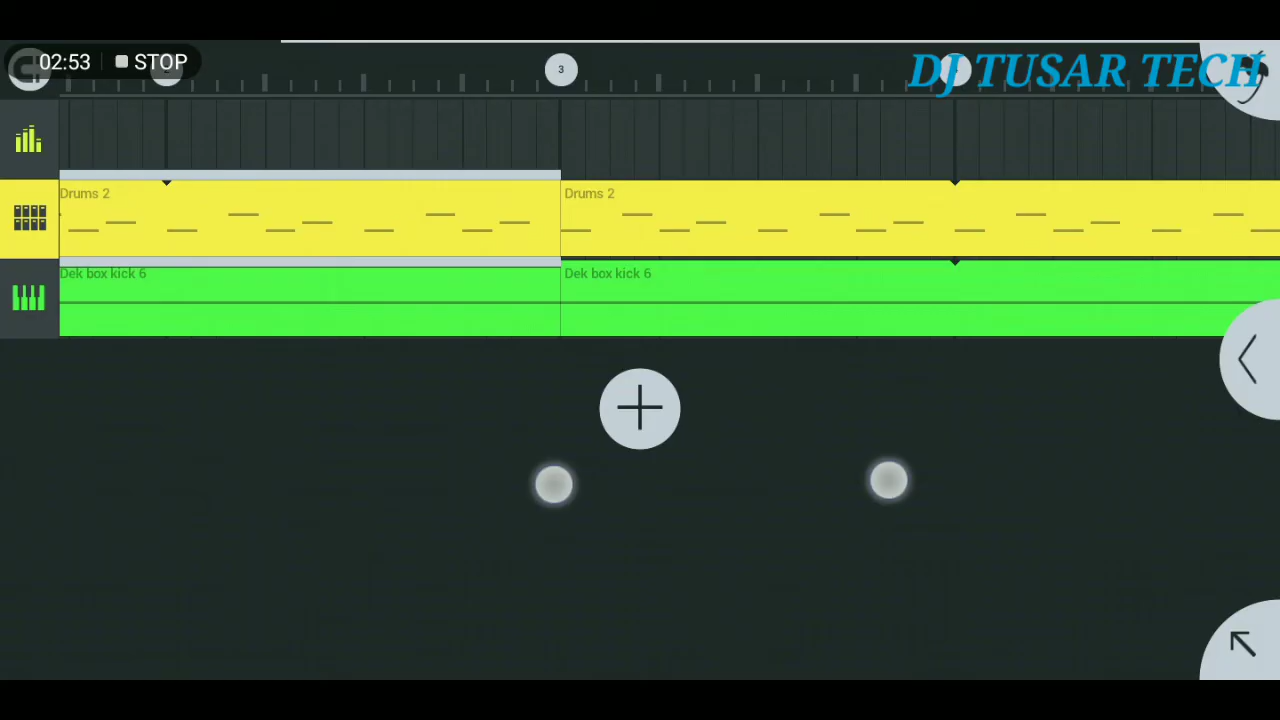 02:53 STOP
3
DJ TUSAR TECH
Drums 2 Drums 2
Dek box kick 6 Dek box kick 6